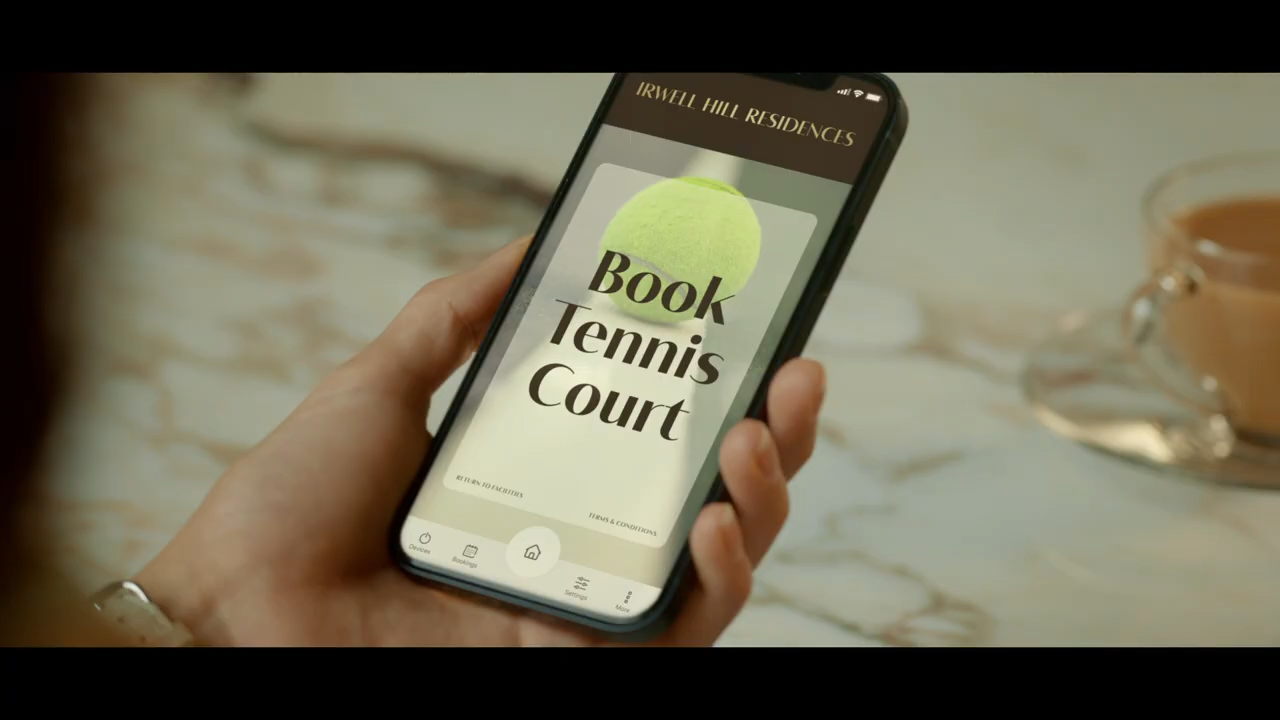 IRWELL HILL RESIDENCES
Book
Tennis
Court
RETURN TO FACILITIES
TERMS & CONDITIONS
Devices
Bookings
Settings
More